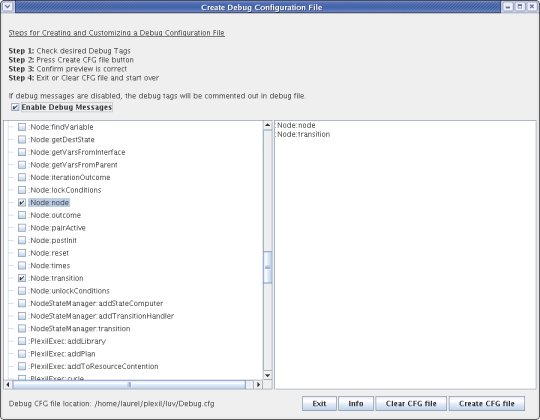 Create Debug Configuration File
Steps for Creating and Customizing a Debug Configuration File
Step 1: Check desired Debug Tags
Step 2: Press Create CFG file button
Step 3: Confirm preview is correct
Step 4: Exit or Clear CFG file and start over
If debug messages are disabled, the debug tags will be commented out in debug file.
Enable Debug Messages
:Node:findVariable
:Node:getDestState
:Node:getVarsFromInterface
:Node:getVarsFromParent
:Node:iterationOutcome
:Node:lockConditions
:Node:node
:Node:outcome
:Node:pairActive
:Node:postInit
:Node:reset
:Node:times
:Node:transition
:Node:unlockConditions
:NodeStateManager:addStateComputer
:NodeStateManager:addTransitionHandler
:NodeStateManager:transition
:PlexilExec:addLibrary
:PlexilExec:addPlan
:PlexilExec:addToResourceContention
:PlexilExec:cycle
:Node:node
:Node:transition
Debug CFG file location: /home/laurel/plexil/luv/Debug.cfg
Exit
Info
Clear CFG file
Create CFG file